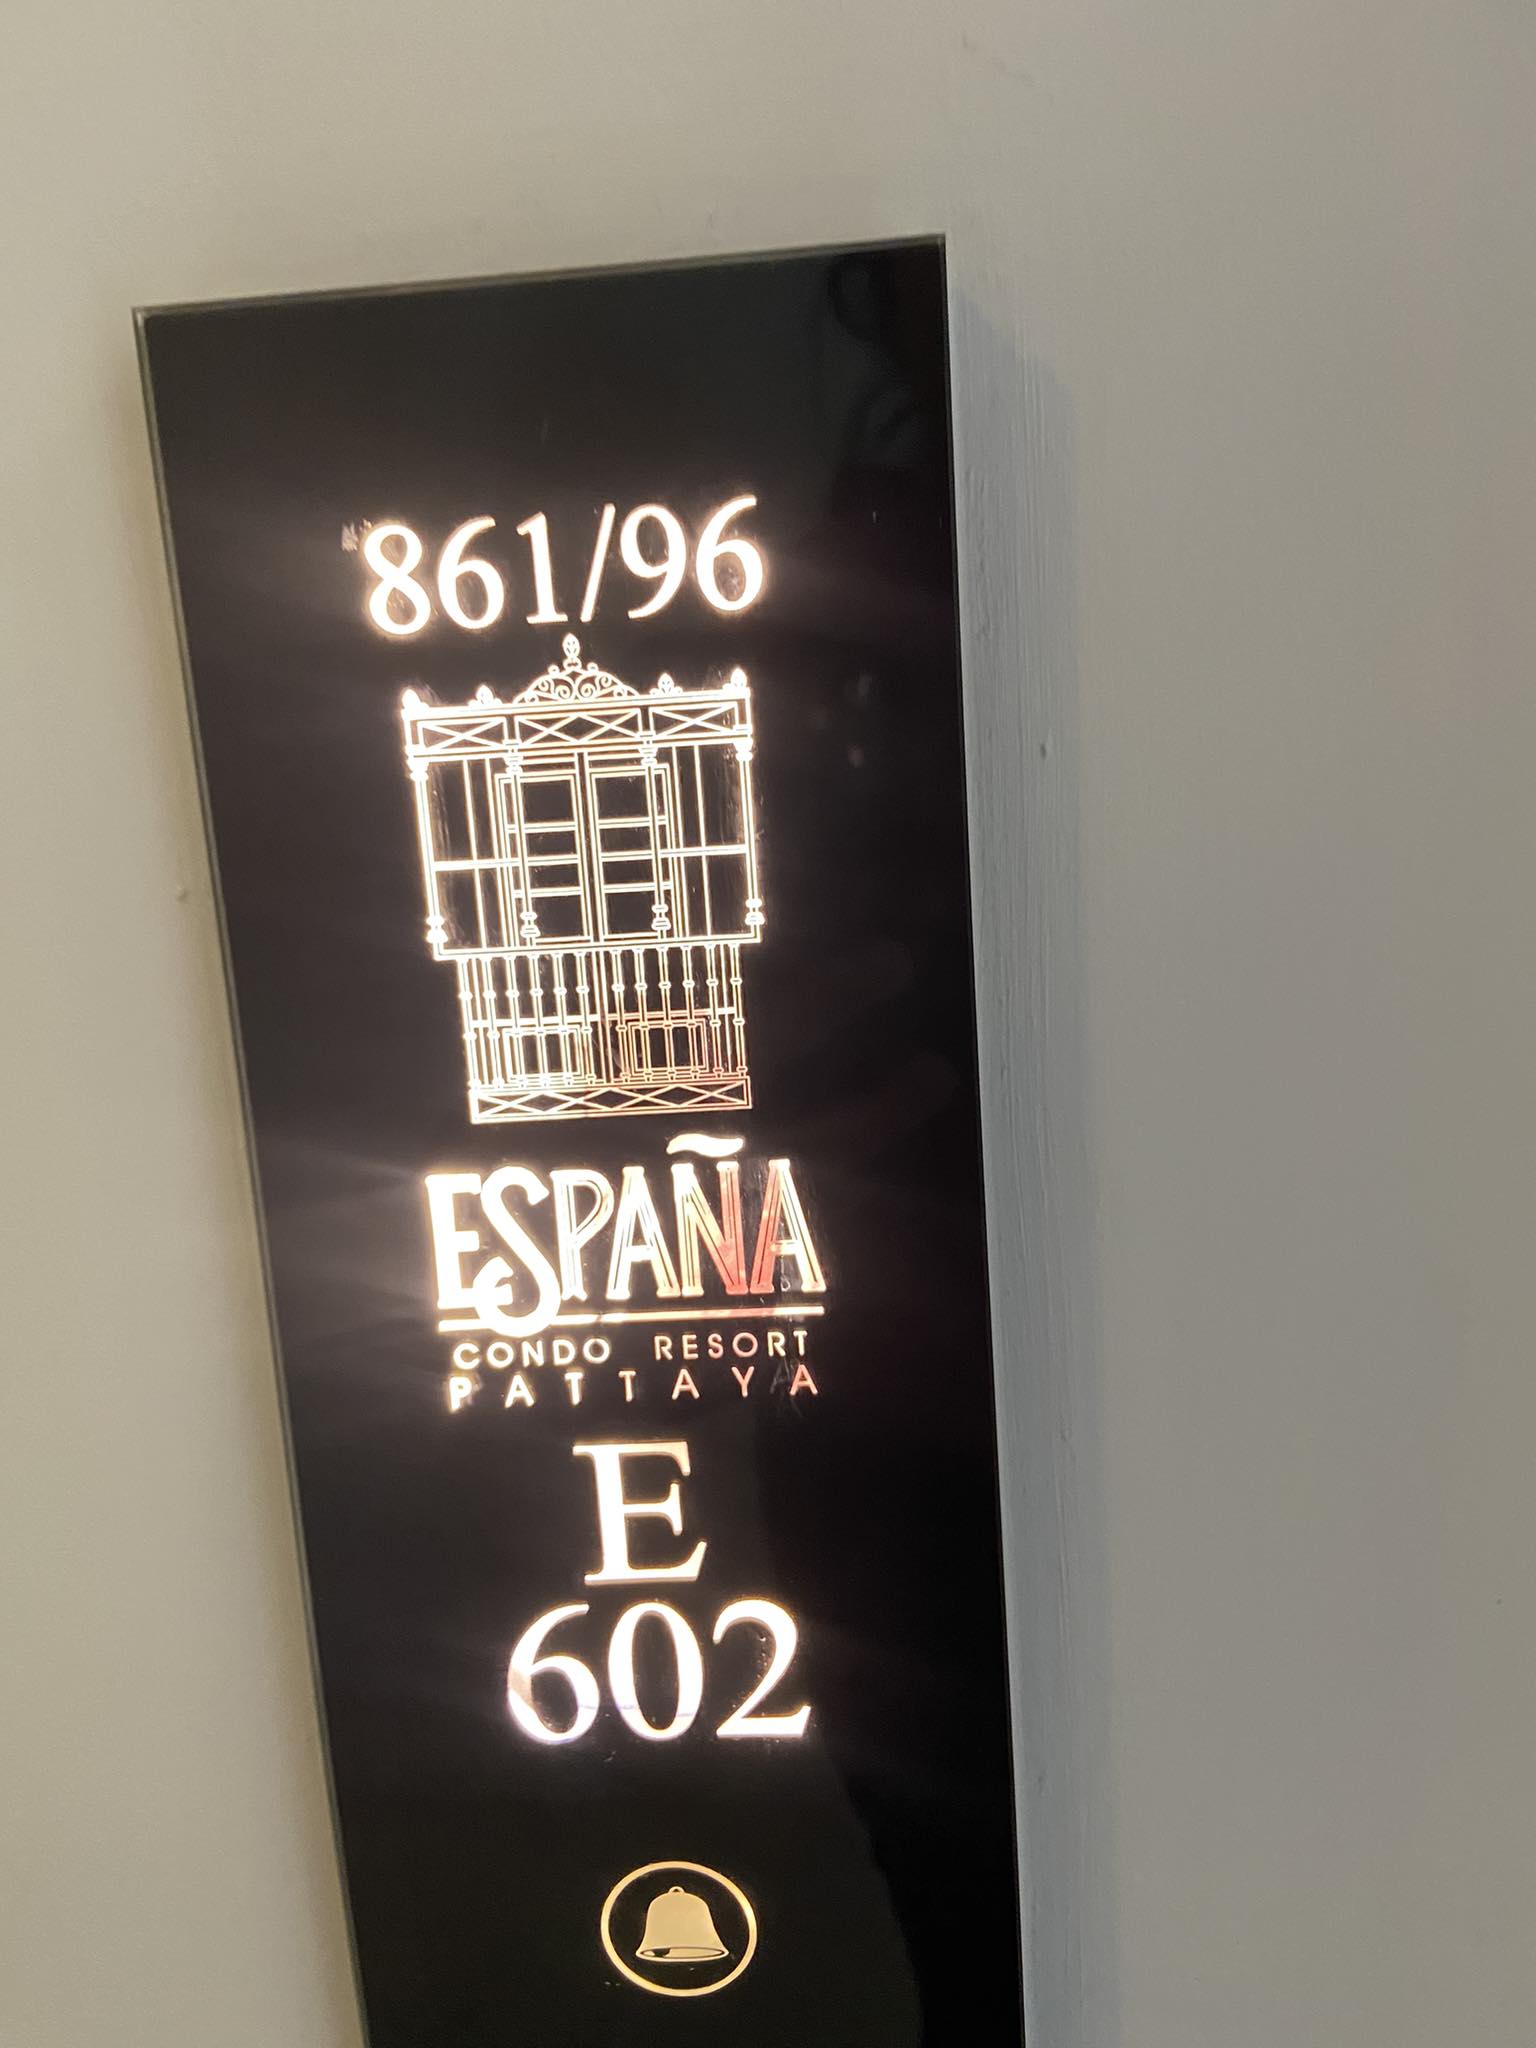 861/96
ESPAÑA
CONDO RESORT
PATTAYA
E
602